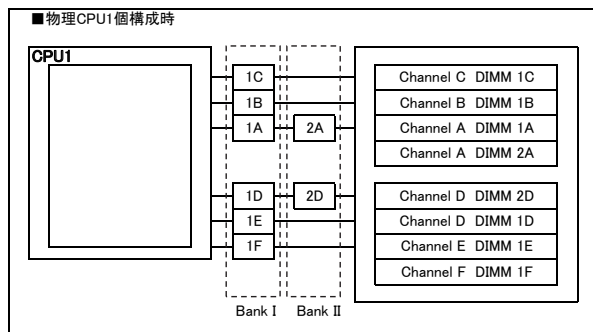 ■物理CPU1個構成時
CPU1
1C
1B
1A
2A
1D
2D
1E
1F
Bank I
Bank II
Channel C DIMM 1C
Channel B DIMM 1B
Channel A DIMM 1A
Channel A DIMM 2A
Channel D DIMM 2D
Channel D DIMM 1D
Channel E DIMM 1E
Channel F DIMM 1F